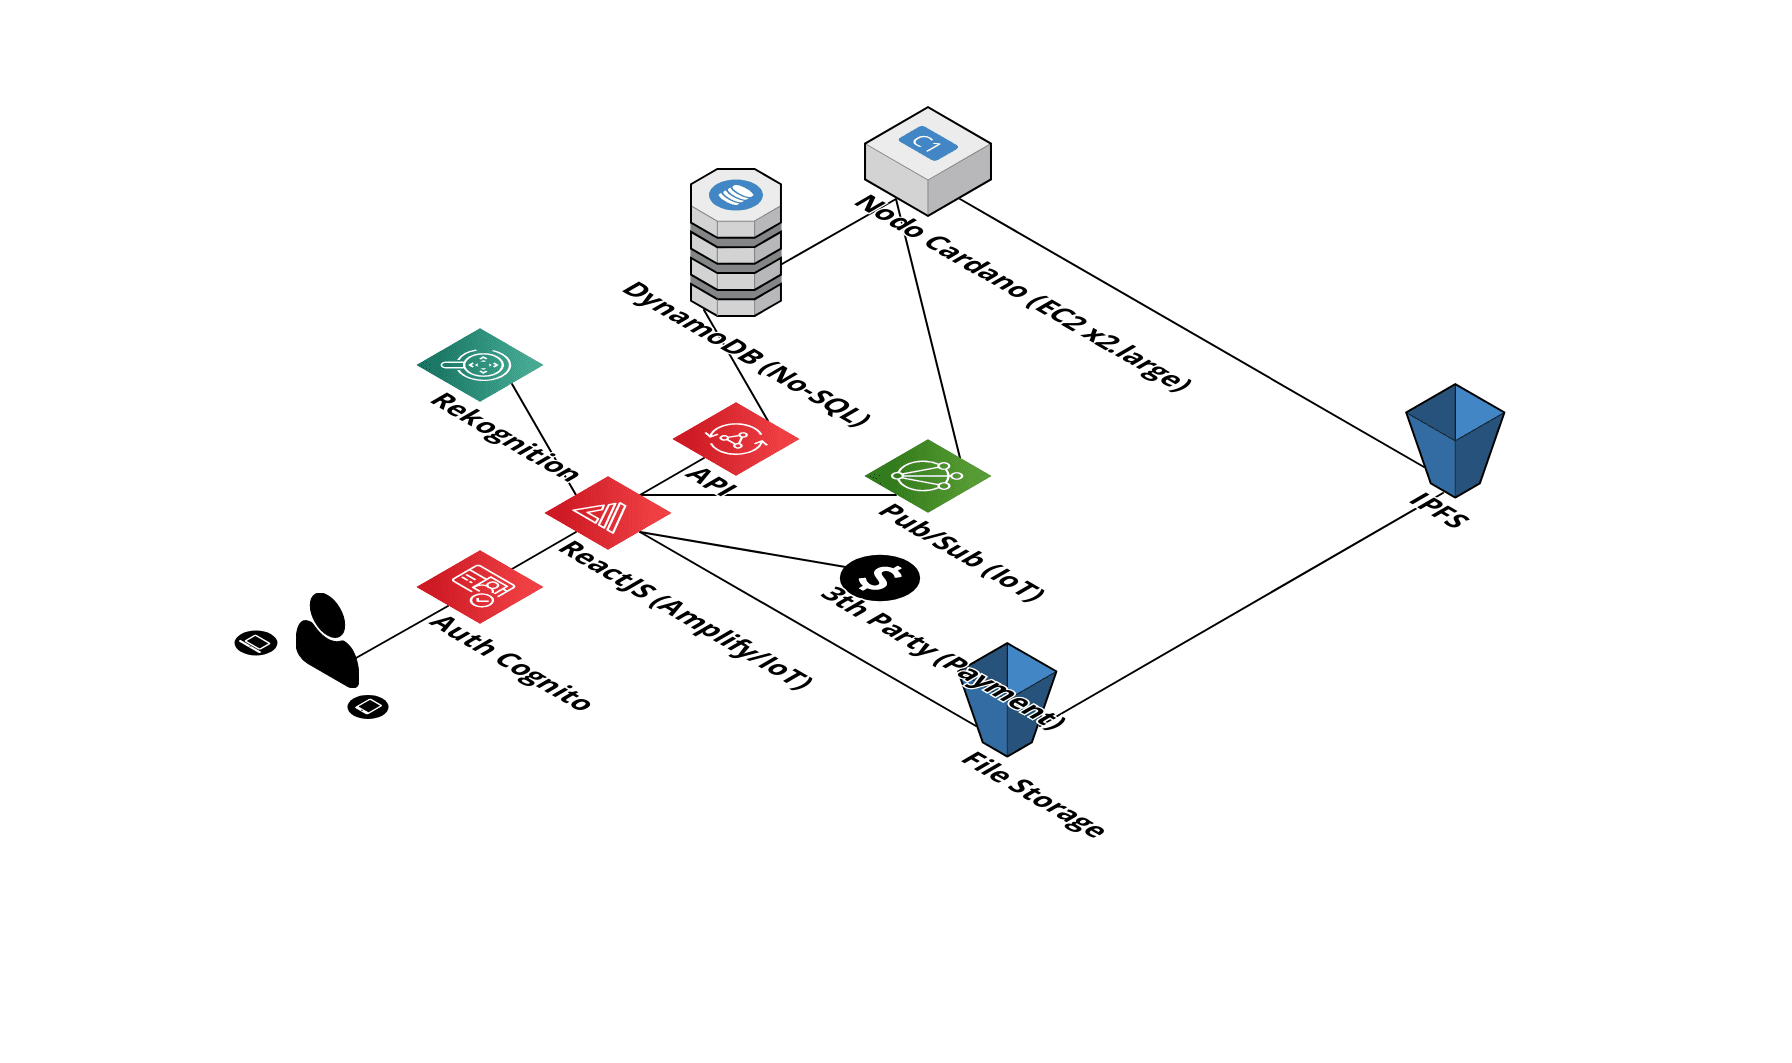 C1
Nodo Cardano (EC2 x2.large)
DynamoDB (No-SQL)
Rekognition
API
Pub/Sub (IoT)
IPFS
ReactJS (Amplify/IoT)
$
3th Party (Payment)
Auth Cognito
File Storage